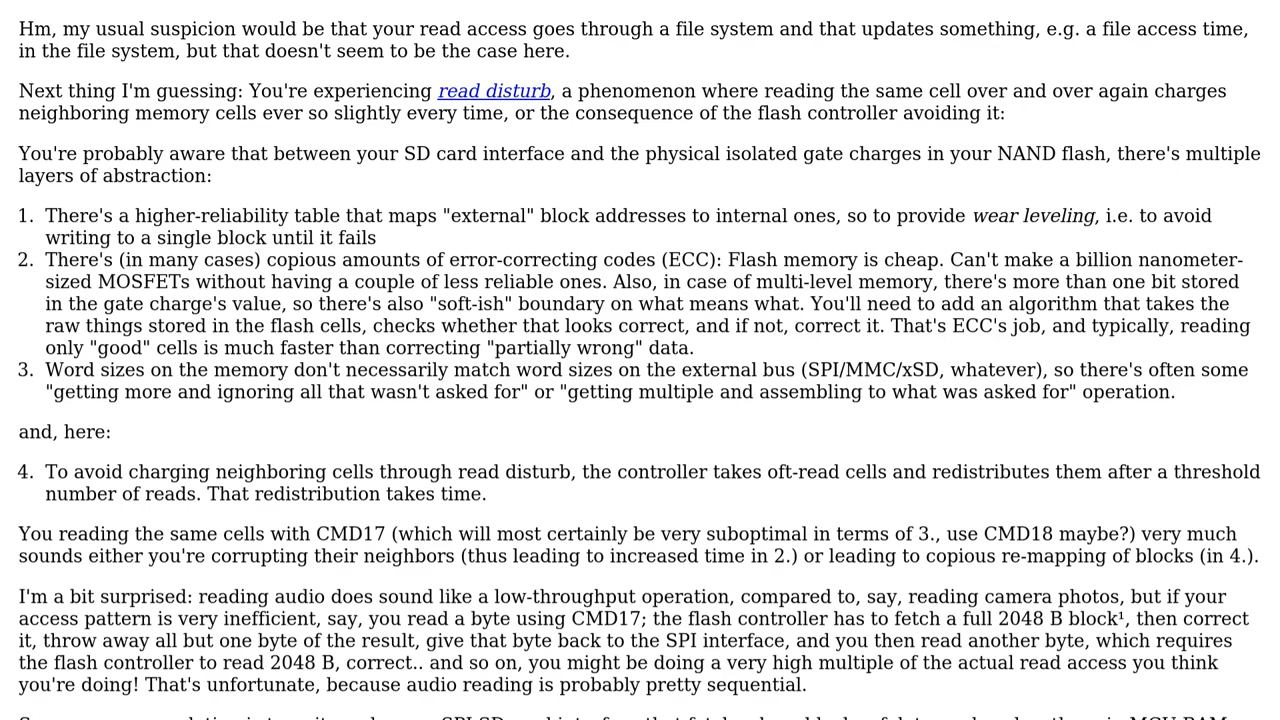 Hm, my usual suspicion would be that your read access goes through a file system and that updates something, e.g. a file access time,
in the file system, but that doesn't seem to be the case here.
Next thing I'm guessing: You're experiencing read disturb, a phenomenon where reading the same cell over and over again charges
neighboring memory cells ever so slightly every time, or the consequence of the flash controller avoiding it:
You're probably aware that between your SD card interface and the physical isolated gate charges in your NAND flash, there's multiple
layers of abstraction:
1. There's a higher-reliability table that maps "external" block addresses to internal ones, so to provide wear leveling, i.e. to avoid
writing to a single block until it fails
2. There's (in many cases) copious amounts of error-correcting codes (ECC): Flash memory is cheap. Can't make a billion nanometer-
sized MOSFETs without having a couple of less reliable ones. Also, in case of multi-level memory, there's more than one bit stored
in the gate charge's value, so there's also "soft-ish" boundary on what means what. You'll need to add an algorithm that takes the
raw things stored in the flash cells, checks whether that looks correct, and if not, correct it. That's ECC's job, and typically, reading
only "good" cells is much faster than correcting "partially wrong" data.
3. Word sizes on the memory don't necessarily match word sizes on the external bus (SPI/MMC/xSD, whatever), so there's often some
"getting more and ignoring all that wasn't asked for" or "getting multiple and assembling to what was asked for" operation.
and, here:
4. To avoid charging neighboring cells through read disturb, the controller takes oft-read cells and redistributes them after a threshold
number of reads. That redistribution takes time.
You reading the same cells with CMD17 (which will most certainly be very suboptimal in terms of 3., use CMD18 maybe?) very much
sounds either you're corrupting their neighbors (thus leading to increased time in 2.) or leading to copious re-mapping of blocks (in 4.).
I'm a bit surprised: reading audio does sound like a low-throughput operation, compared to, say, reading camera photos, but if your
access pattern is very inefficient, say, you read a byte using CMD17; the flash controller has to fetch a full 2048 B block¹, then correct
it, throw away all but one byte of the result, give that byte back to the SPI interface, and you then read another byte, which requires
the flash controller to read 2048 B, correct.. and so on, you might be doing a very high multiple of the actual read access you think
you're doing! That's unfortunate, because audio reading is probably pretty sequential.